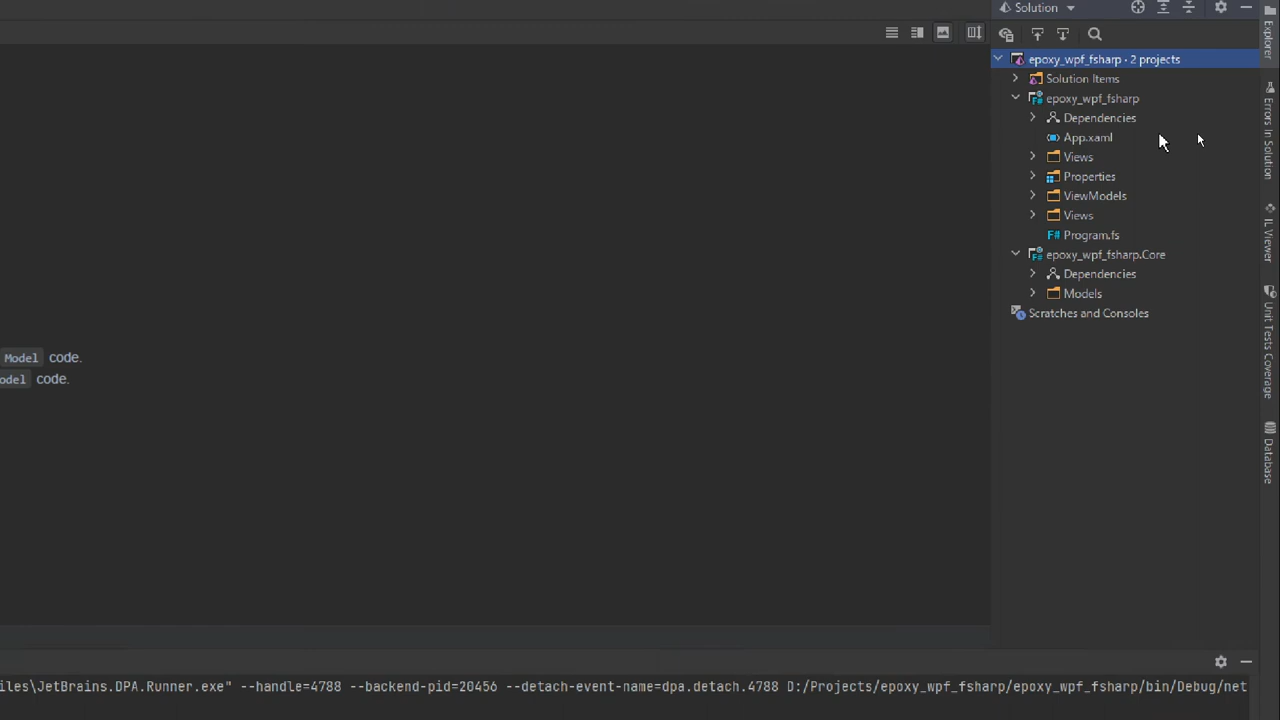 Solution
epoxy_wpf_fsharp · 2 projects
Solution Items
epoxy_wpf_fsharp
Dependencies
App.xaml
Views
Properties
ViewModels
Views
F# Program.fs
epoxy_wpf_fsharp.Core
Dependencies
Models
Scratches and Consoles
Model code.
odel code.
Explorer
Errors In Solution
IL Viewer
Unit Tests Coverage
Database
iles\JetBrains.DPA.Runner.exe" --handle=4788 --backend-pid=20456 --detach-event-name=dpa.detach.4788 D:/Projects/epoxy_wpf_fsharp/epoxy_wpf_fsharp/bin/Debug/net